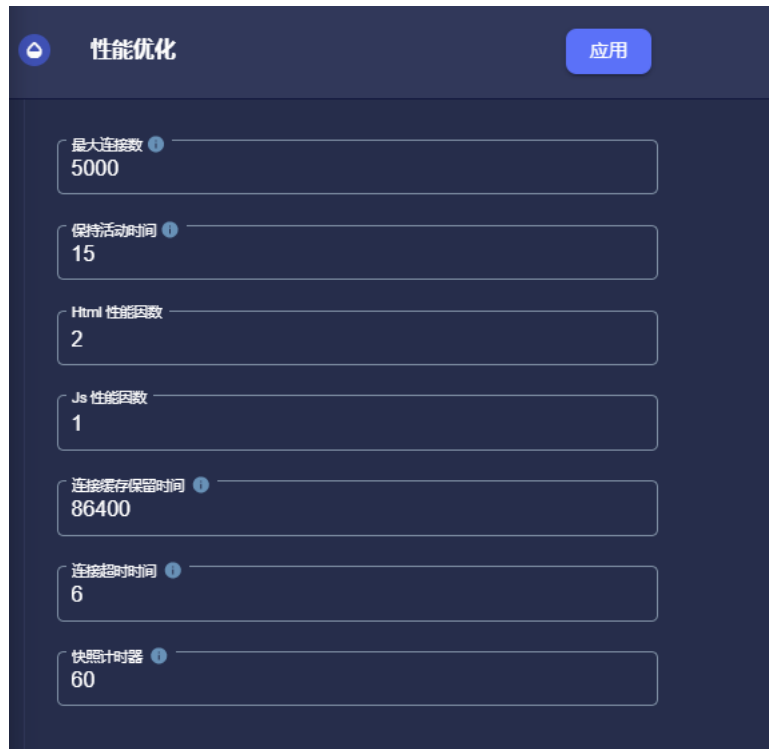 性能优化
应用
最大连接数
5000
保持活动时间
15
Html 性能因数
2
Js 性能因数
1
连接缓存保留时间
86400
连接超时时间
6
快照计时器
60